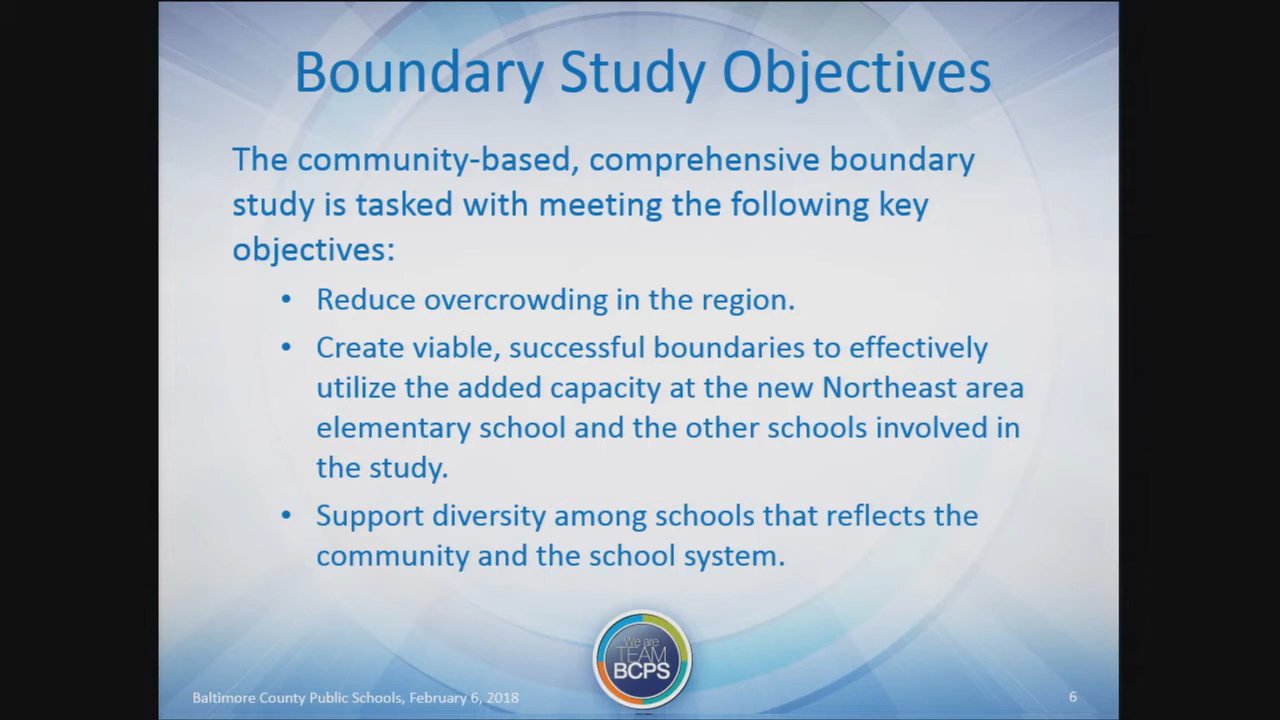 Boundary Study Objectives
The community-based, comprehensive boundary
study is tasked with meeting the following key
objectives:
• Reduce overcrowding in the region.
• Create viable, successful boundaries to effectively
utilize the added capacity at the new Northeast area
elementary school and the other schools involved in
the study.
• Support diversity among schools that reflects the
community and the school system.
We are
TEAM
BCPS
Baltimore County Public Schools, February 6, 2018
6